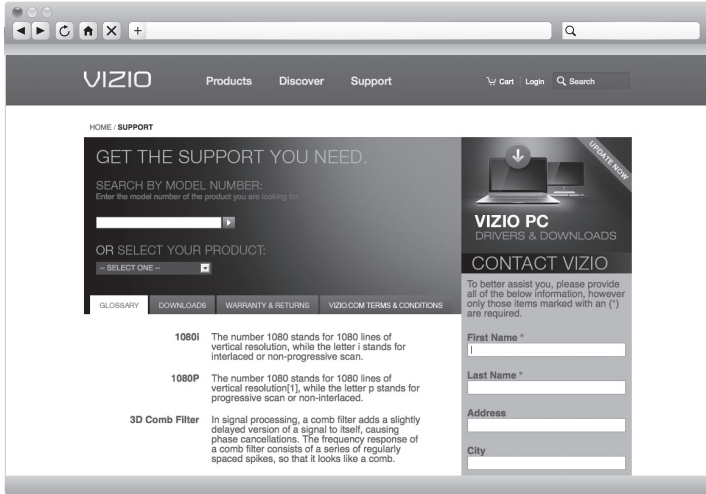 VIZIO
Products Discover Support
Cart Login Search
HOME / SUPPORT
GET THE SUPPORT YOU NEED.
SEARCH BY MODEL NUMBER:
Enter the model number of the product you are looking for.
OR SELECT YOUR PRODUCT:
-- SELECT ONE --
GLOSSARY DOWNLOADS WARRANTY & RETURNS VIZIO.COM TERMS & CONDITIONS
1080i The number 1080 stands for 1080 lines of
vertical resolution, while the letter i stands for
interlaced or non-progressive scan.
1080P The number 1080 stands for 1080 lines of
vertical resolution[1], while the letter p stands for
progressive scan or non-interlaced.
3D Comb Filter In signal processing, a comb filter adds a slightly
delayed version of a signal to itself, causing
phase cancellations. The frequency response of
a comb filter consists of a series of regularly
spaced spikes, so that it looks like a comb.
UPDATE NOW
VIZIO PC
DRIVERS & DOWNLOADS
CONTACT VIZIO
To better assist you, please provide
all of the below information, however
only those items marked with an (*)
are required.
First Name *
Last Name *
Address
City